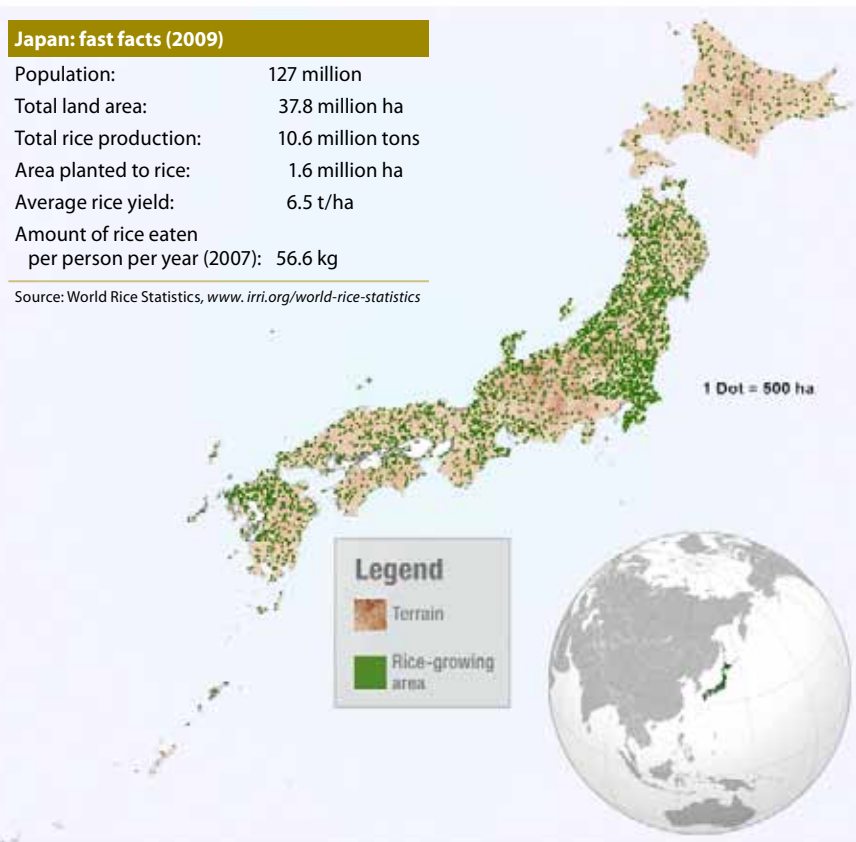 Japan: fast facts (2009)
Population: 127 million
Total land area: 37.8 million ha
Total rice production: 10.6 million tons
Area planted to rice: 1.6 million ha
Average rice yield: 6.5 t/ha
Amount of rice eaten
per person per year (2007): 56.6 kg
Source: World Rice Statistics, www. irri.org/world-rice-statistics
1 Dot = 500 ha
Legend
Terrain
Rice-growing
area